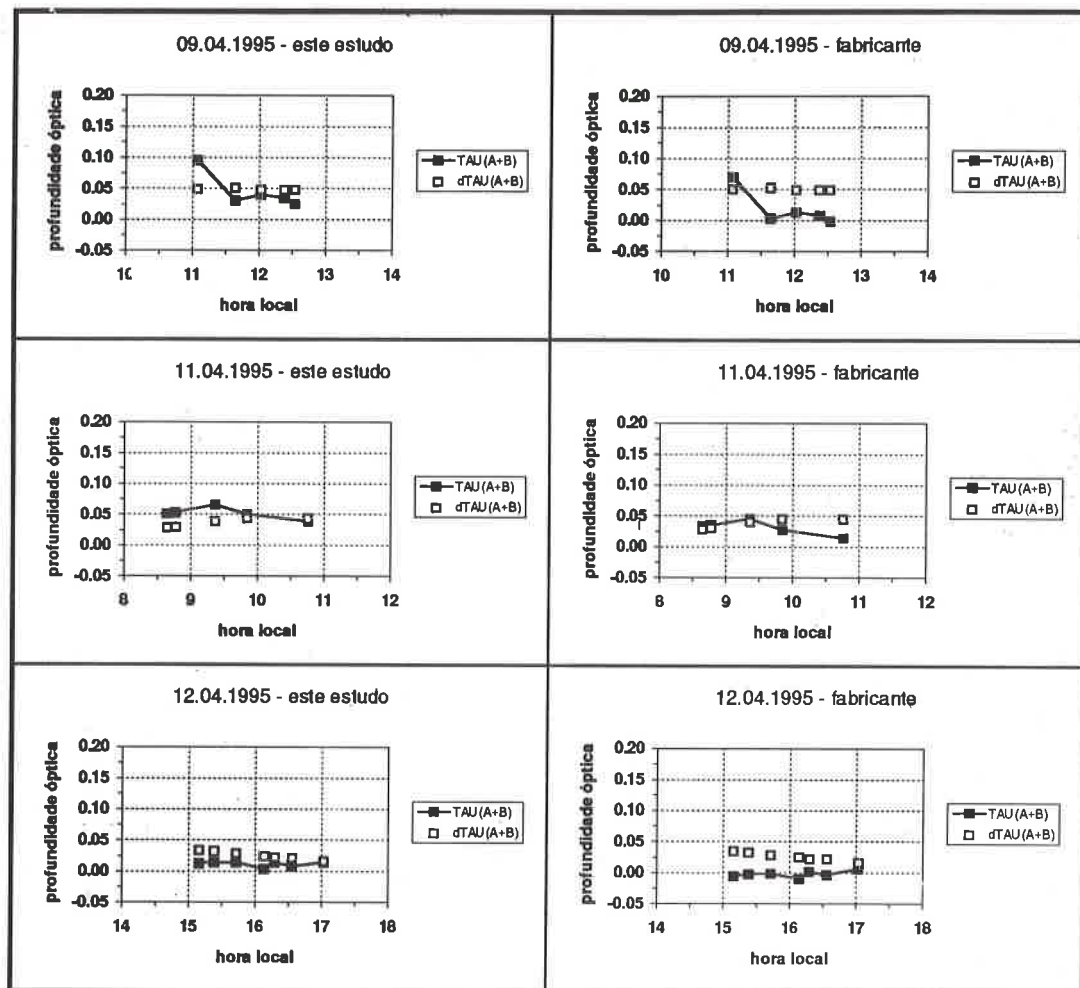 09.04.1995 - este estudo
profundidade óptica
0.20
0.15
0.10
0.05
0.00
-0.05
10 11 12 13 14
hora local
TAU(A+B)
dTAU(A+B)
09.04.1995 - fabricante
profundidade óptica
0.20
0.15
0.10
0.05
0.00
-0.05
10 11 12 13 14
hora local
TAU(A+B)
dTAU(A+B)
11.04.1995 - este estudo
profundidade óptica
0.20
0.15
0.10
0.05
0.00
-0.05
8 9 10 11 12
hora local
TAU(A+B)
dTAU(A+B)
11.04.1995 - fabricante
profundidade óptica
0.20
0.15
0.10
0.05
0.00
-0.05
8 9 10 11 12
hora local
TAU(A+B)
dTAU(A+B)
12.04.1995 - este estudo
profundidade óptica
0.20
0.15
0.10
0.05
0.00
-0.05
14 15 16 17 18
hora local
TAU(A+B)
dTAU(A+B)
12.04.1995 - fabricante
profundidade óptica
0.20
0.15
0.10
0.05
0.00
-0.05
14 15 16 17 18
hora local
TAU(A+B)
dTAU(A+B)